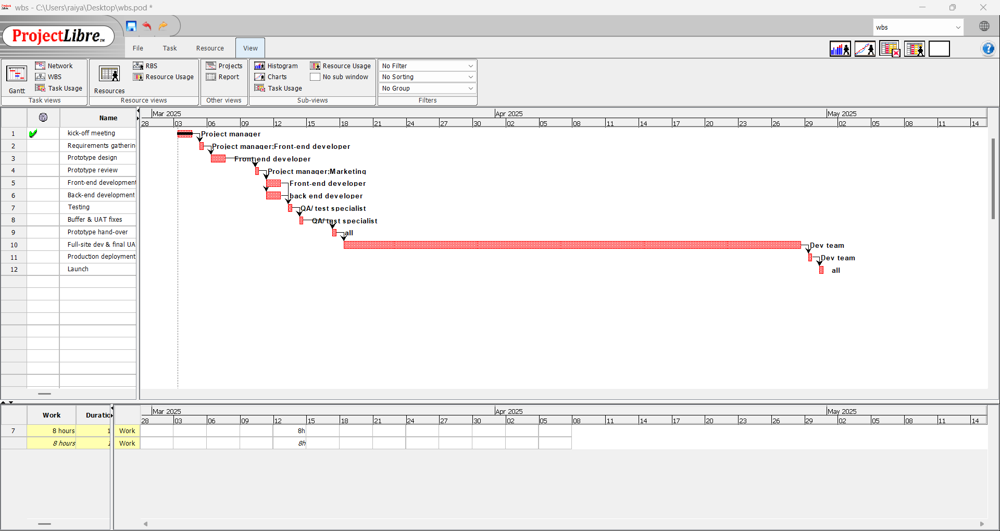 wbs - C:\Users\raiya\Desktop\wbs.pod *
ProjectLibre
wbs
File Task Resource View
Network RBS Projects Histogram Resource Usage No Filter
WBS Resource Usage Report Charts No sub window No Sorting
Gantt Task Usage Resources Task Usage No Group
Task views Resource views Other views Sub-views Filters
Name Mar 2025 Apr 2025 May 2025
28 03 06 09 12 15 18 21 24 27 30 02 05 08 11 14 17 20 23 26 29 02 05 08 11 14
1 kick-off meeting Project manager
2 Requirements gatherin Project manager;Front-end developer
3 Prototype design Front-end developer
4 Prototype review Project manager;Marketing
5 Front-end development Front-end developer
6 Back-end development back end developer
7 Testing QA/ test specialist
8 Buffer & UAT fixes QA/ test specialist
9 Prototype hand-over all
10 Full-site dev & final UA Dev team
11 Production deployment Dev team
12 Launch all
Work Duratio Mar 2025 Apr 2025 May 2025
28 03 06 09 12 15 18 21 24 27 30 02 05 08 11 14 17 20 23 26 29 02 05 08 11 14
7 8 hours 1 Work 8h
8 hours 1 Work 8h